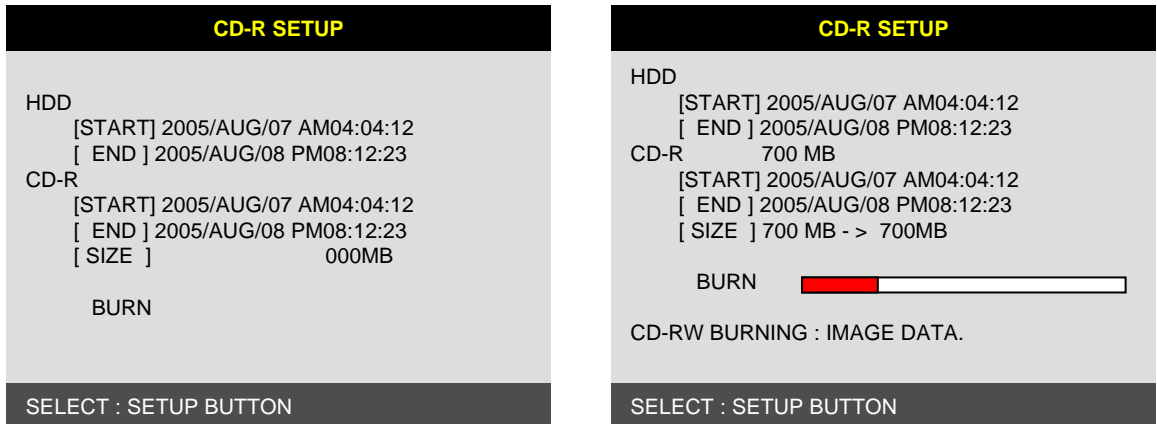 CD-R SETUP
HDD
[START] 2005/AUG/07 AM04:04:12
[ END ] 2005/AUG/08 PM08:12:23
CD-R
[START] 2005/AUG/07 AM04:04:12
[ END ] 2005/AUG/08 PM08:12:23
[ SIZE ] 000MB
BURN
SELECT : SETUP BUTTON
CD-R SETUP
HDD
[START] 2005/AUG/07 AM04:04:12
[ END ] 2005/AUG/08 PM08:12:23
CD-R 700 MB
[START] 2005/AUG/07 AM04:04:12
[ END ] 2005/AUG/08 PM08:12:23
[ SIZE ] 700 MB - > 700MB
BURN
CD-RW BURNING : IMAGE DATA.
SELECT : SETUP BUTTON